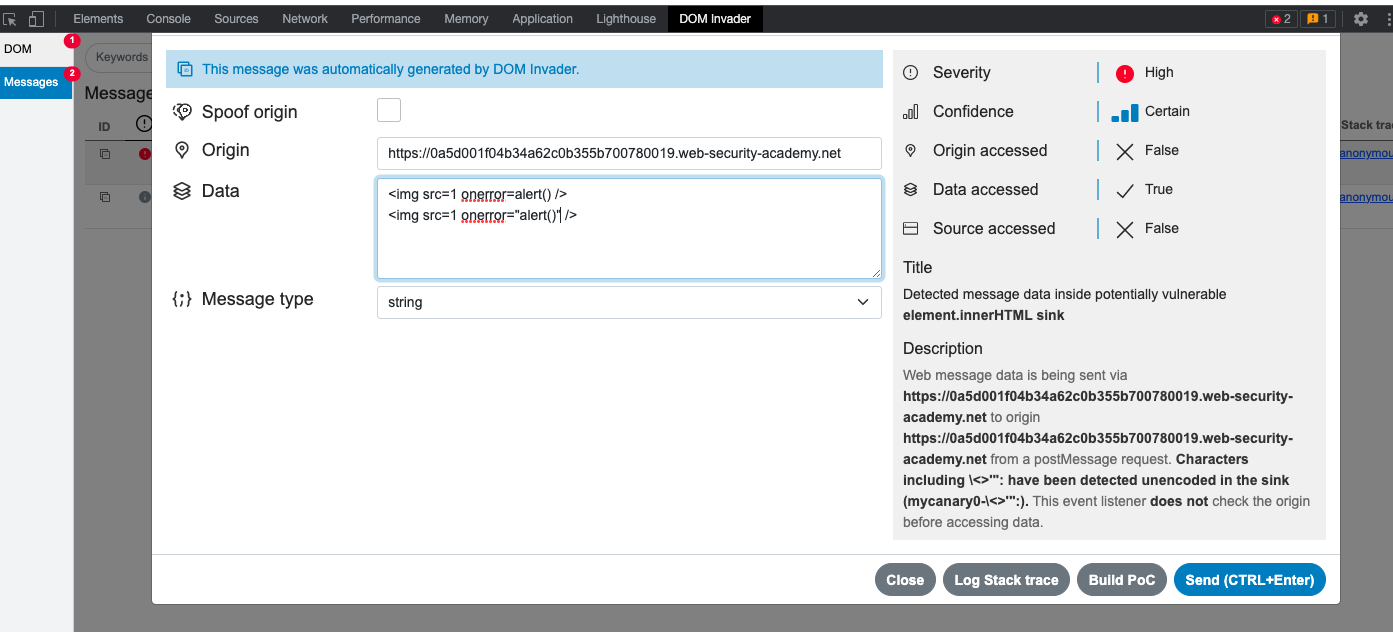 Elements Console Sources Network Performance Memory Application Lighthouse DOM Invader 2 1
DOM 1
Messages 2
Keywords
Message
ID
Stack trac
anonymou
anonymou
This message was automatically generated by DOM Invader.
Spoof origin
Origin https://0a5d001f04b34a62c0b355b700780019.web-security-academy.net
Data
<img src=1 onerror=alert() />
<img src=1 onerror="alert()" />
{;} Message type string
Severity High
Confidence Certain
Origin accessed False
Data accessed True
Source accessed False
Title
Detected message data inside potentially vulnerable
element.innerHTML sink
Description
Web message data is being sent via
https://0a5d001f04b34a62c0b355b700780019.web-security-
academy.net to origin
https://0a5d001f04b34a62c0b355b700780019.web-security-
academy.net from a postMessage request. Characters
including \<>'": have been detected unencoded in the sink
(mycanary0-\<>'":). This event listener does not check the origin
before accessing data.
Close Log Stack trace Build PoC Send (CTRL+Enter)